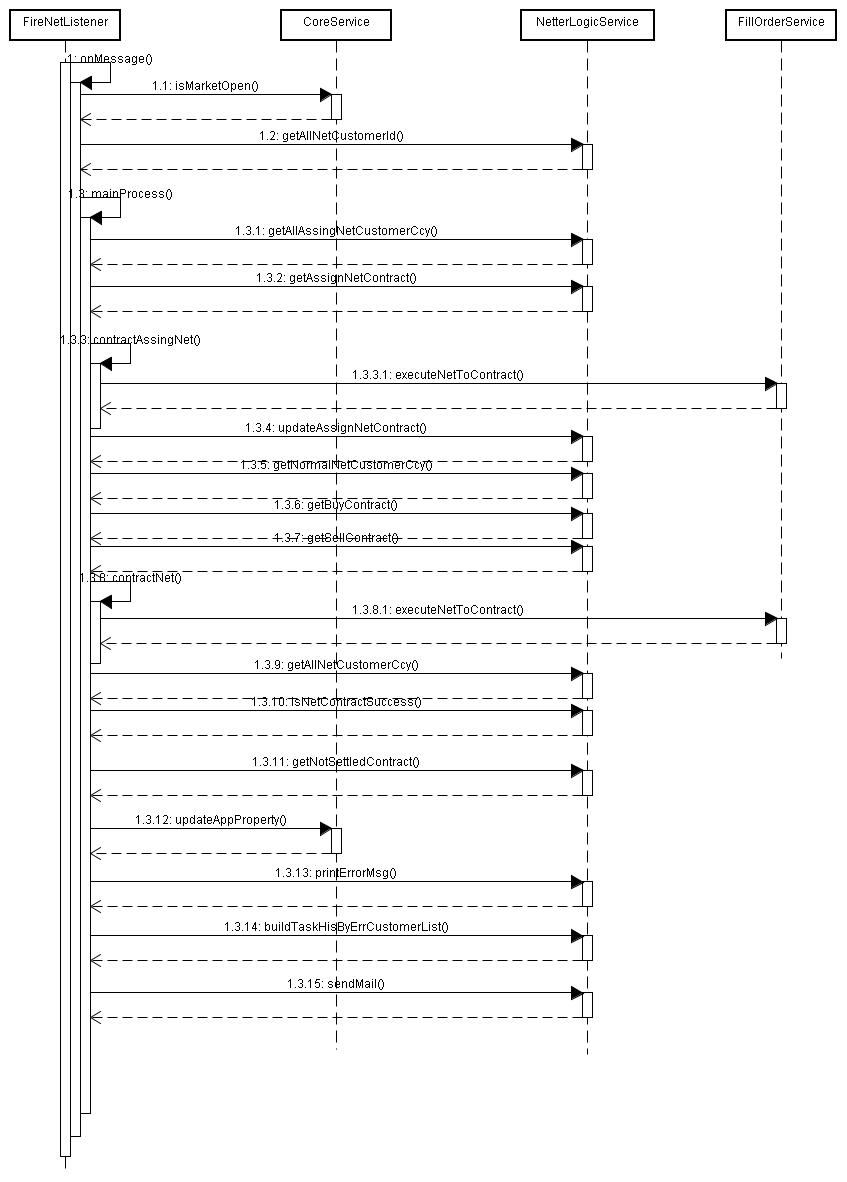 FireNetListener
CoreService
NetterLogicService
FillOrderService
1: onMessage()
1.1: isMarketOpen()
1.2: getAllNetCustomerId()
1.3: mainProcess()
1.3.1: getAllAssingNetCustomerCcy()
1.3.2: getAssignNetContract()
1.3.3: contractAssingNet()
1.3.3.1: executeNetToContract()
1.3.4: updateAssignNetContract()
1.3.5: getNormalNetCustomerCcy()
1.3.6: getBuyContract()
1.3.7: getSellContract()
1.3.8: contractNet()
1.3.8.1: executeNetToContract()
1.3.9: getAllNetCustomerCcy()
1.3.10: isNetContractSuccess()
1.3.11: getNotSettledContract()
1.3.12: updateAppProperty()
1.3.13: printErrorMsg()
1.3.14: buildTaskHisByErrCustomerList()
1.3.15: sendMail()